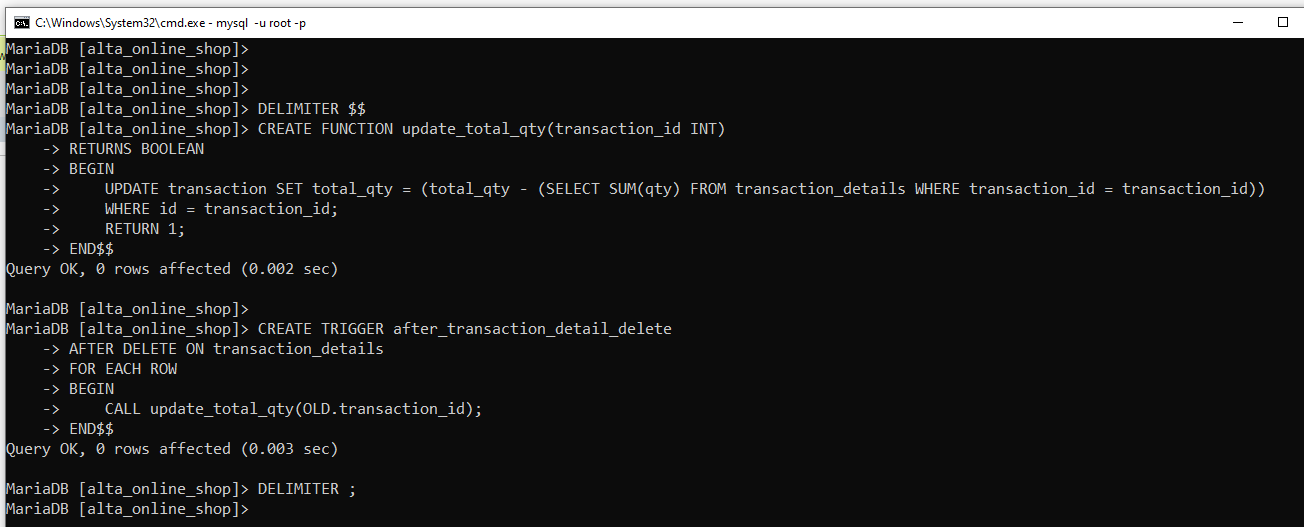 C:\Windows\System32\cmd.exe - mysql  -u root -p
MariaDB [alta_online_shop]>
MariaDB [alta_online_shop]>
MariaDB [alta_online_shop]>
MariaDB [alta_online_shop]> DELIMITER $$
MariaDB [alta_online_shop]> CREATE FUNCTION update_total_qty(transaction_id INT)
    -> RETURNS BOOLEAN
    -> BEGIN
    ->     UPDATE transaction SET total_qty = (total_qty - (SELECT SUM(qty) FROM transaction_details WHERE transaction_id = transaction_id))
    ->     WHERE id = transaction_id;
    ->     RETURN 1;
    -> END$$
Query OK, 0 rows affected (0.002 sec)
MariaDB [alta_online_shop]>
MariaDB [alta_online_shop]> CREATE TRIGGER after_transaction_detail_delete
    -> AFTER DELETE ON transaction_details
    -> FOR EACH ROW
    -> BEGIN
    ->     CALL update_total_qty(OLD.transaction_id);
    -> END$$
Query OK, 0 rows affected (0.003 sec)
MariaDB [alta_online_shop]> DELIMITER ;
MariaDB [alta_online_shop]>